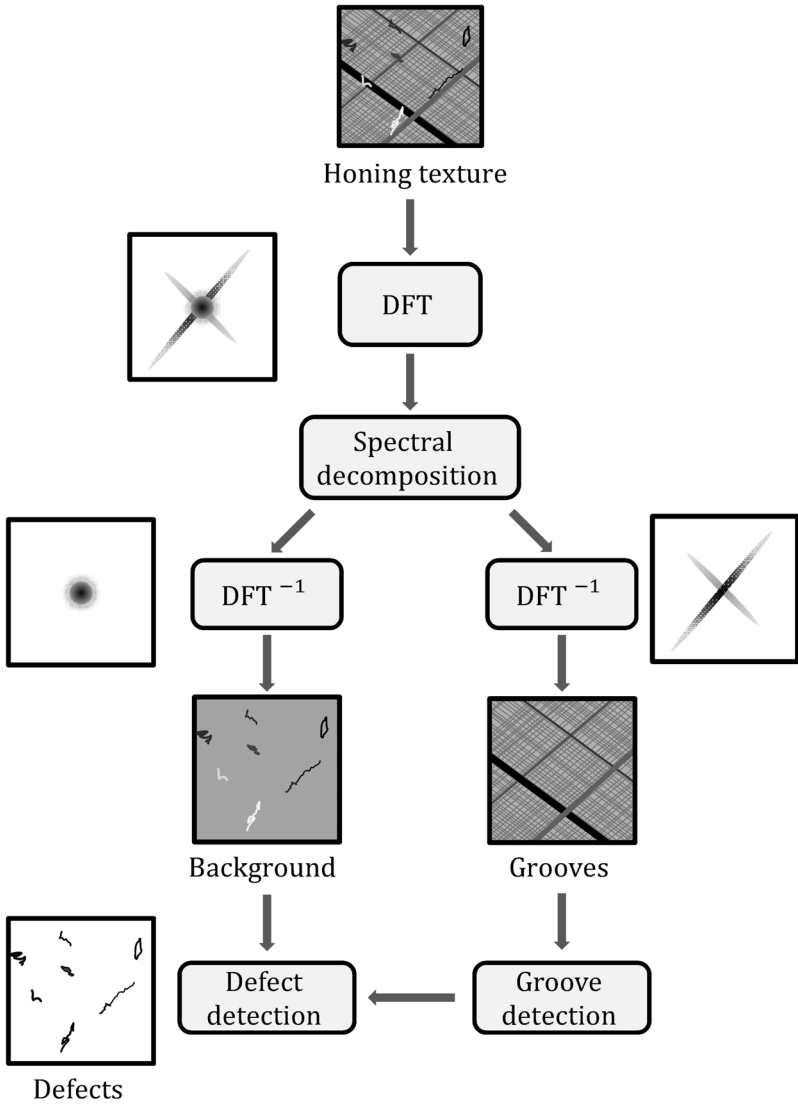 Honing texture
DFT
Spectral
decomposition
DFT ⁻¹
DFT ⁻¹
Background
Grooves
Defect
detection
Groove
detection
Defects